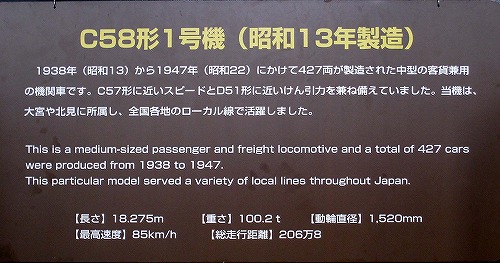 C58形1号機（昭和13年製造）
1938年（昭和13）から1947年（昭和22）にかけて427両が製造された中型の客貨兼用
の機関車です。C57形に近いスピードとD51形に近いけん引力を兼ね備えていました。当機は、
大宮や北見に所属し、全国各地のローカル線で活躍しました。
This is a medium-sized passenger and freight locomotive and a total of 427 cars
were produced from 1938 to 1947.
This particular model served a variety of local lines throughout Japan.
【長さ】18.275m 【重さ】100.2ｔ 【動輪直径】1,520mm
【最高速度】85km/h 【総走行距離】206万8